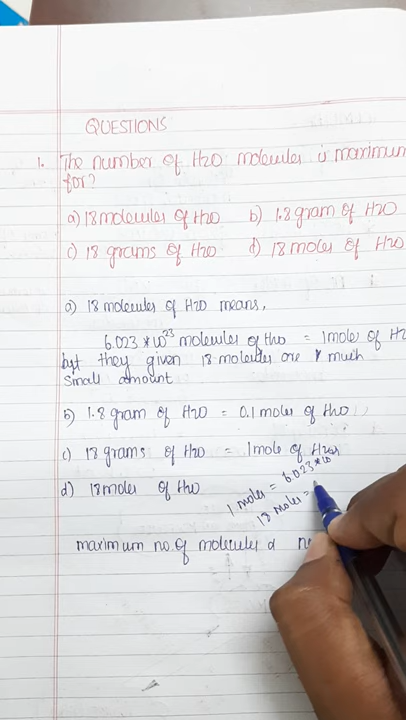 QUESTIONS
1. The number of H2O molecules is maximum
for?
a) 18 molecules of H2O b) 1.8 gram of H2O
c) 18 grams of H2O d) 18 moles of H2O
a) 18 molecules of H2O means,
6.023 * 10^23 molecules of H2O = 1 mole of H2
but they given 18 molecules are much
small amount
b) 1.8 gram of H2O = 0.1 moles of H2O
c) 18 grams of H2O = 1 mole of H2O
d) 18 moles of H2O
1 moles = 6.023 * 10
18 moles =
maximum no. of molecules α